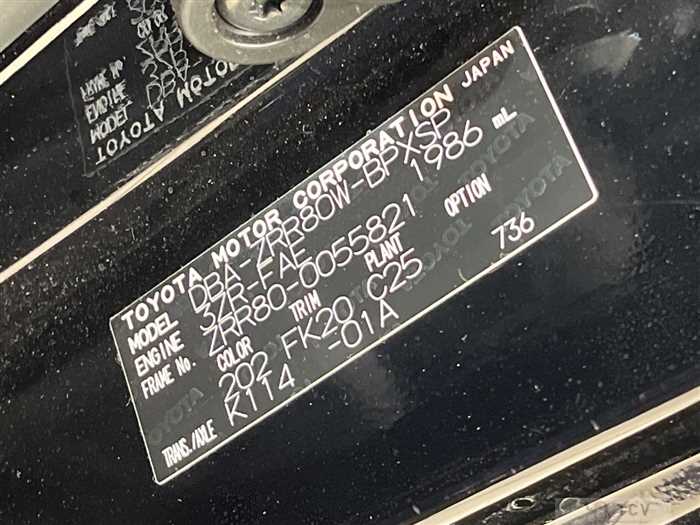 TOYOTA MOTOR CORPORATION JAPAN
MODEL DBA-ZRR80W-BPXSP
ENGINE 3ZR-FAE 1986 mL
FRAME No. ZRR80-0055821
COLOR TRIM PLANT OPTION
202 FK20 C25 736
TRANS./AXLE K114 -01A